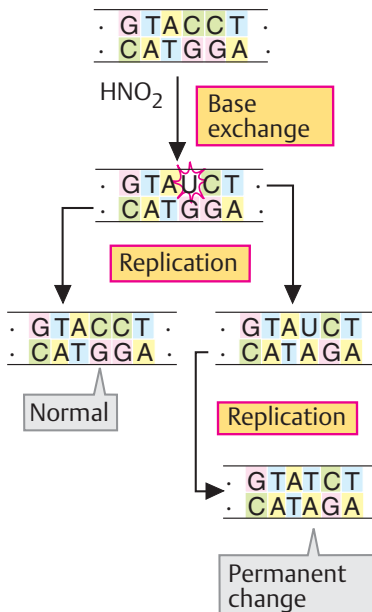 · GTACCT ·
· CATGGA ·
HNO₂
Base
exchange
· GTAUCT ·
· CATGGA ·
Replication
· GTACCT ·
· CATGGA ·
· GTAUCT ·
· CATAGA ·
Normal
Replication
· GTATCT ·
· CATAGA ·
Permanent
change